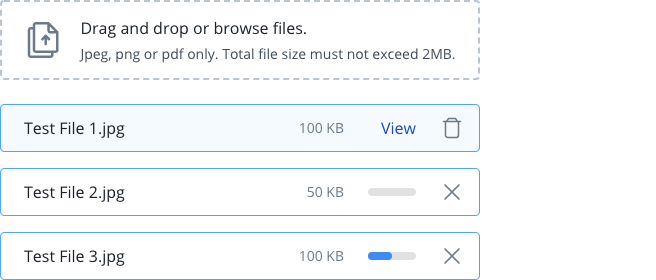 Drag and drop or browse files.
Jpeg, png or pdf only. Total file size must not exceed 2MB.
Test File 1.jpg 100 KB View
Test File 2.jpg 50 KB
Test File 3.jpg 100 KB